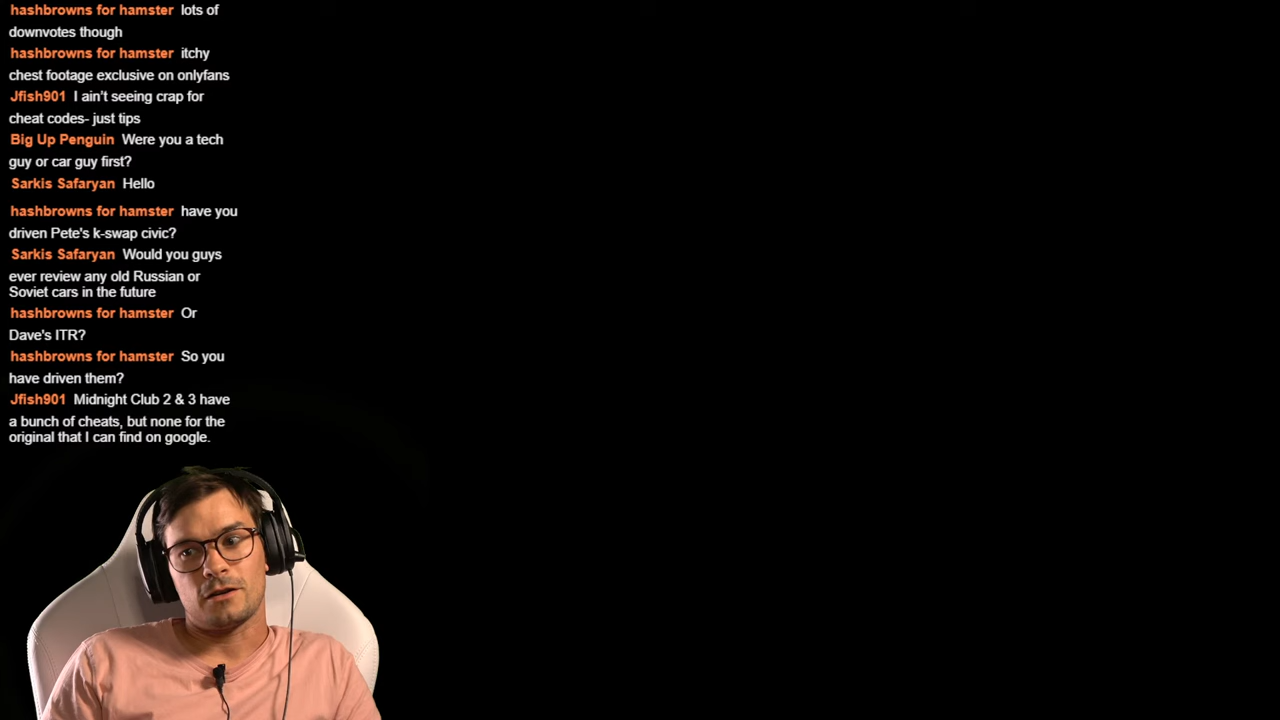 hashbrowns for hamster lots of
downvotes though
hashbrowns for hamster itchy
chest footage exclusive on onlyfans
Jfish901 I ain't seeing crap for
cheat codes- just tips
Big Up Penguin Were you a tech
guy or car guy first?
Sarkis Safaryan Hello
hashbrowns for hamster have you
driven Pete's k-swap civic?
Sarkis Safaryan Would you guys
ever review any old Russian or
Soviet cars in the future
hashbrowns for hamster Or
Dave's ITR?
hashbrowns for hamster So you
have driven them?
Jfish901 Midnight Club 2 & 3 have
a bunch of cheats, but none for the
original that I can find on google.